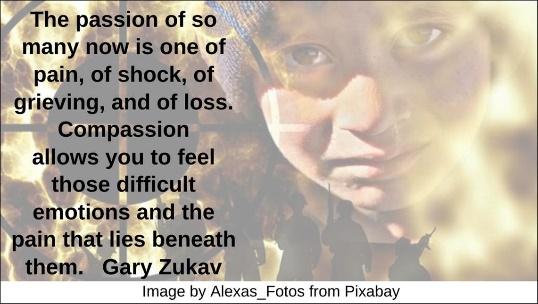 The passion of so
many now is one of
pain, of shock, of
grieving, and of loss.
Compassion
allows you to feel
those difficult
emotions and the
pain that lies beneath
them.   Gary Zukav
Image by Alexas_Fotos from Pixabay